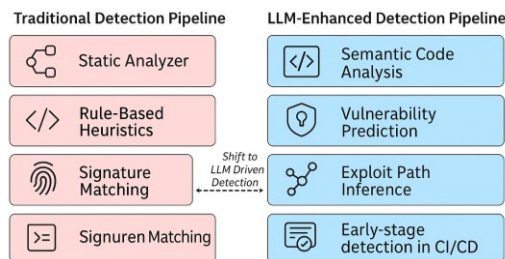 Traditional Detection Pipeline
Static Analyzer
Rule-Based
Heuristics
Signature
Matching
Signuren Matching
Shift to
LLM Driven
Detection
LLM-Enhanced Detection Pipeline
Semantic Code
Analysis
Vulnerability
Prediction
Exploit Path
Inference
Early-stage
detection in CI/CD